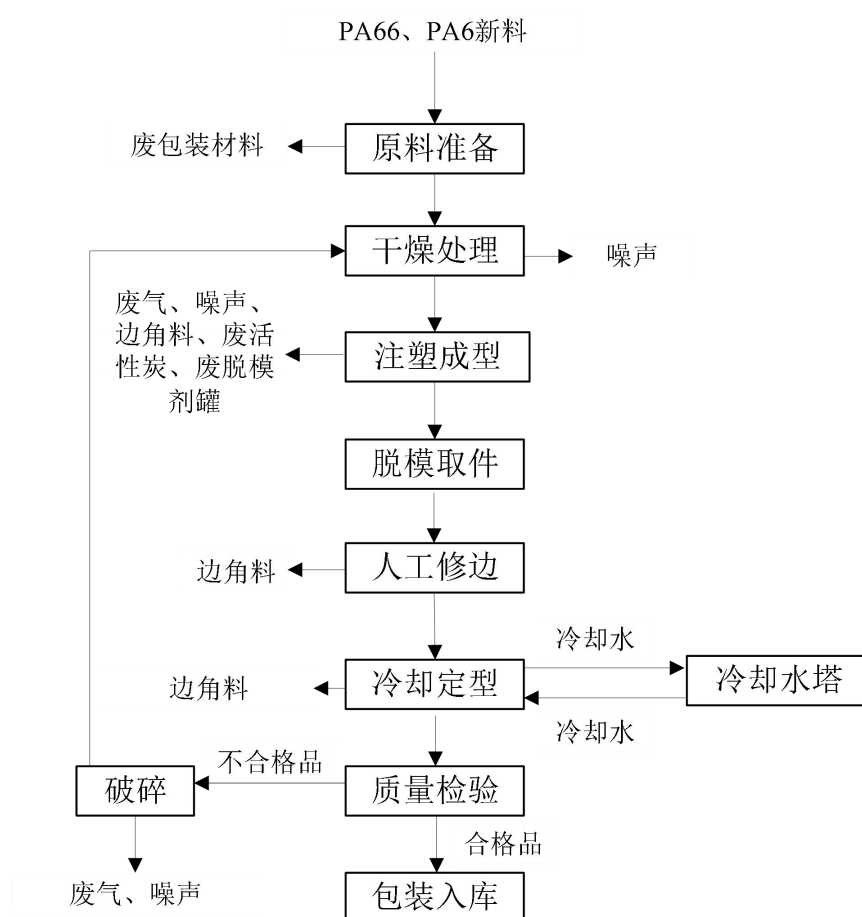 PA66、PA6新料
废包装材料
原料准备
干燥处理
噪声
废气、噪声、
边角料、废活
性炭、废脱模
剂罐
注塑成型
脱模取件
边角料
人工修边
冷却水
边角料
冷却定型
冷却水塔
冷却水
不合格品
破碎
质量检验
合格品
废气、噪声
包装入库